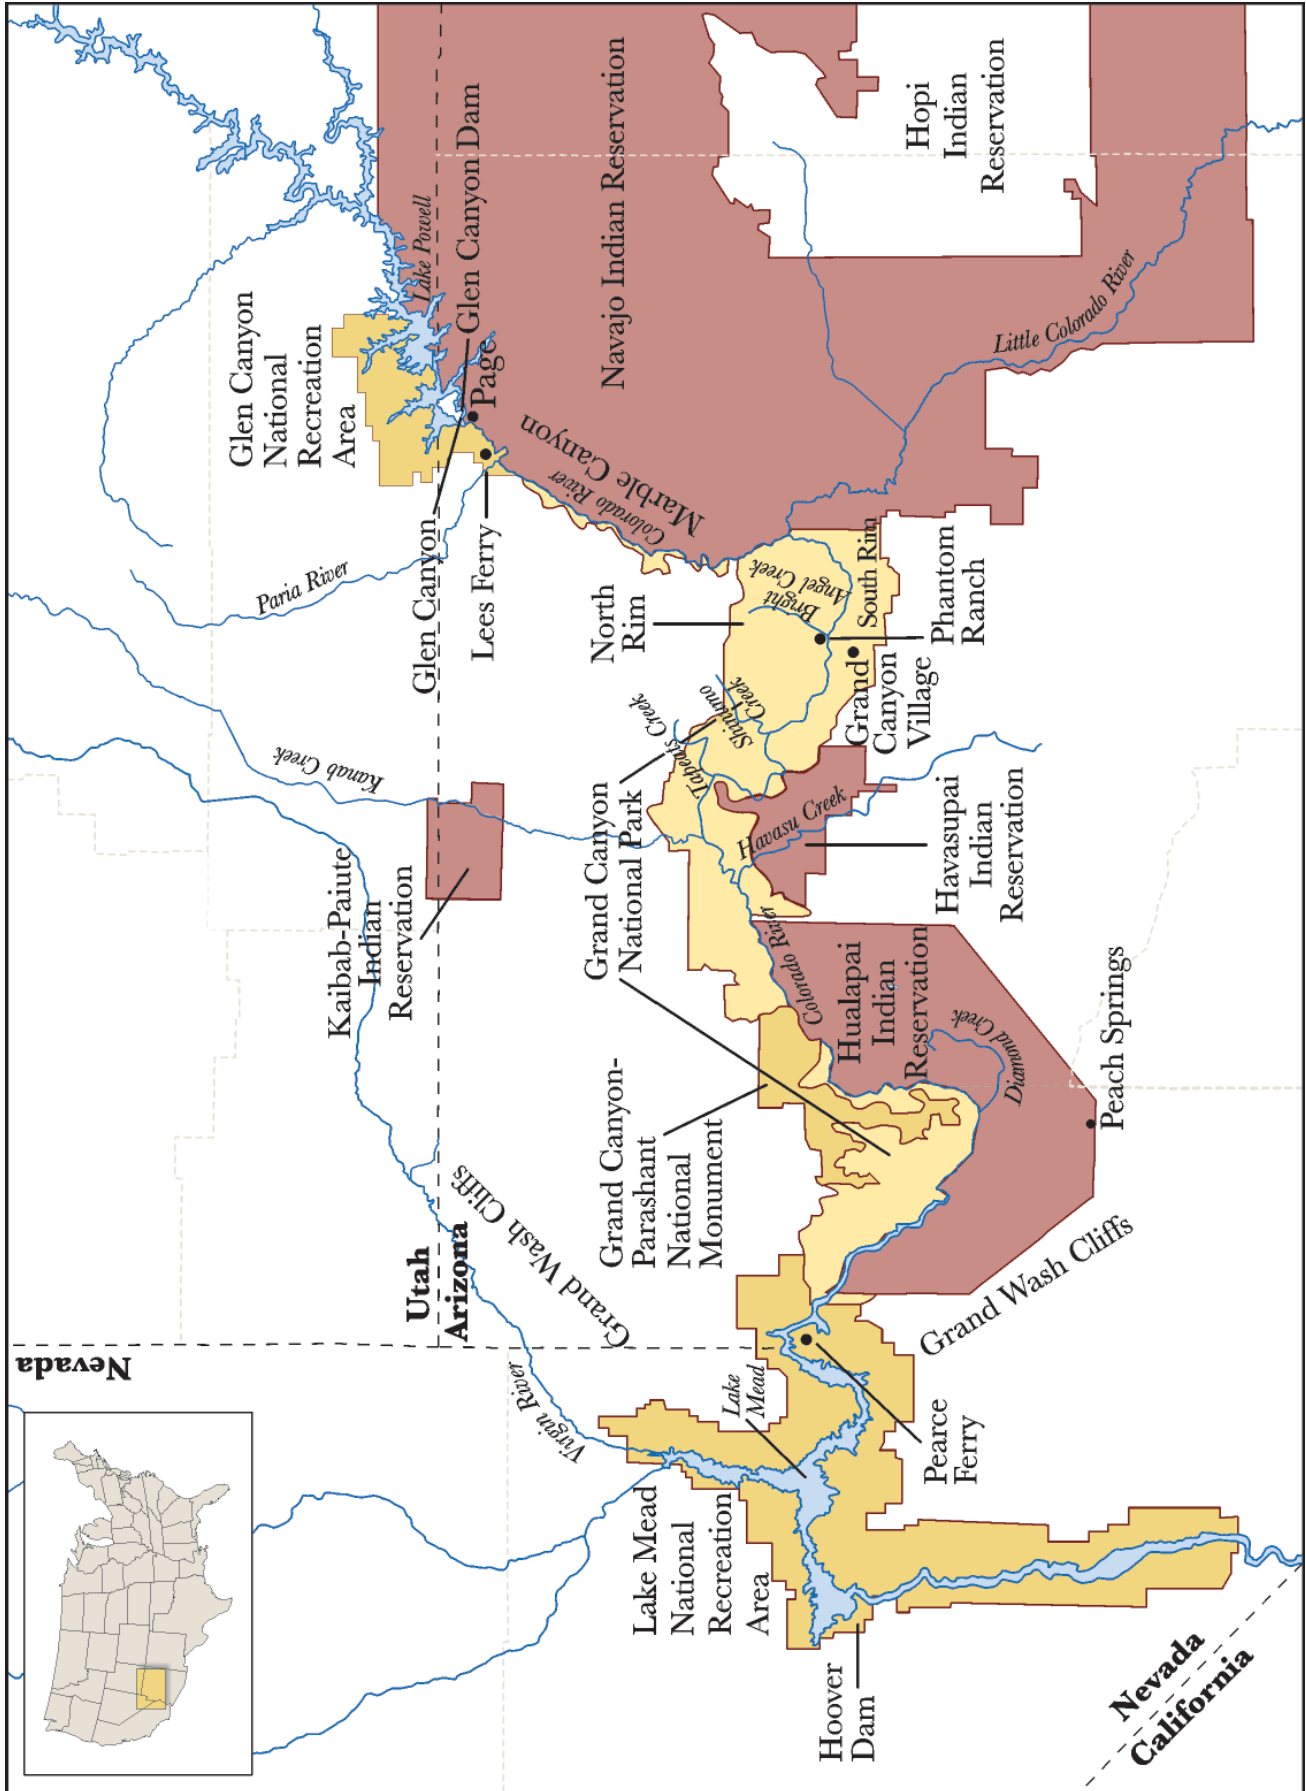 Nevada
Utah
Arizona
Nevada
California
Glen Canyon
National
Recreation
Area
Lake Powell
Glen Canyon Dam
Page
Glen Canyon
Lees Ferry
Paria River
Kanab Creek
Kaibab-Paiute
Indian
Reservation
Navajo Indian Reservation
Hopi
Indian
Reservation
Little Colorado River
Marble Canyon
Colorado River
North
Rim
Bright
Angel Creek
South Rim
Phantom
Ranch
Grand
Canyon
Village
Shinumo
Creek
Tapeats Creek
Grand Canyon
National Park
Havasu Creek
Havasupai
Indian
Reservation
Colorado River
Hualapai
Indian
Reservation
Diamond Creek
Peach Springs
Grand Canyon-
Parashant
National
Monument
Grand Wash Cliffs
Grand Wash Cliffs
Virgin River
Lake
Mead
Pearce
Ferry
Lake Mead
National
Recreation
Area
Hoover
Dam